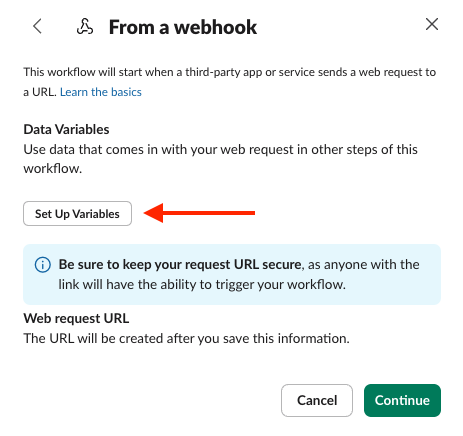 From a webhook
This workflow will start when a third-party app or service sends a web request to
a URL. Learn the basics
Data Variables
Use data that comes in with your web request in other steps of this
workflow.
Set Up Variables
Be sure to keep your request URL secure, as anyone with the
link will have the ability to trigger your workflow.
Web request URL
The URL will be created after you save this information.
Cancel
Continue